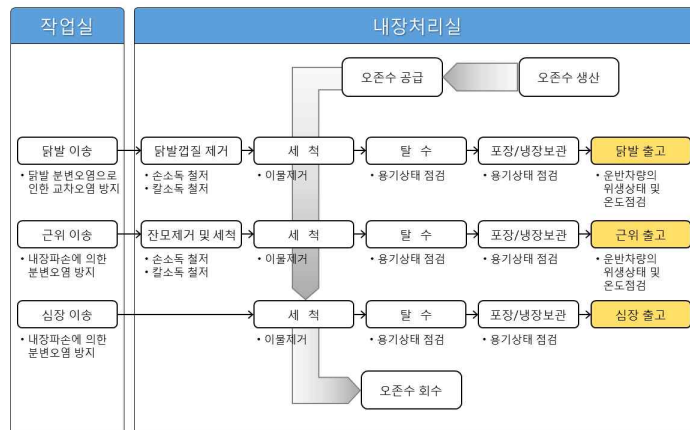 작업실
내장처리실
오존수 공급
오존수 생산
닭발 이송
닭발껍질 제거
세 척
탈 수
포장/냉장보관
닭발 출고
• 닭발 분변오염으로
인한 교차오염 방지
• 손소독 철저
• 칼소독 철저
• 이물제거
• 용기상태 점검
• 용기상태 점검
• 운반차량의
위생상태 및
온도점검
근위 이송
잔모제거 및 세척
세 척
탈 수
포장/냉장보관
근위 출고
• 내장파손에 의한
분변오염 방지
• 손소독 철저
• 칼소독 철저
• 이물제거
• 용기상태 점검
• 용기상태 점검
• 운반차량의
위생상태 및
온도점검
심장 이송
세 척
탈 수
포장/냉장보관
심장 출고
• 내장파손에 의한
분변오염 방지
• 이물제거
• 용기상태 점검
• 용기상태 점검
오존수 회수